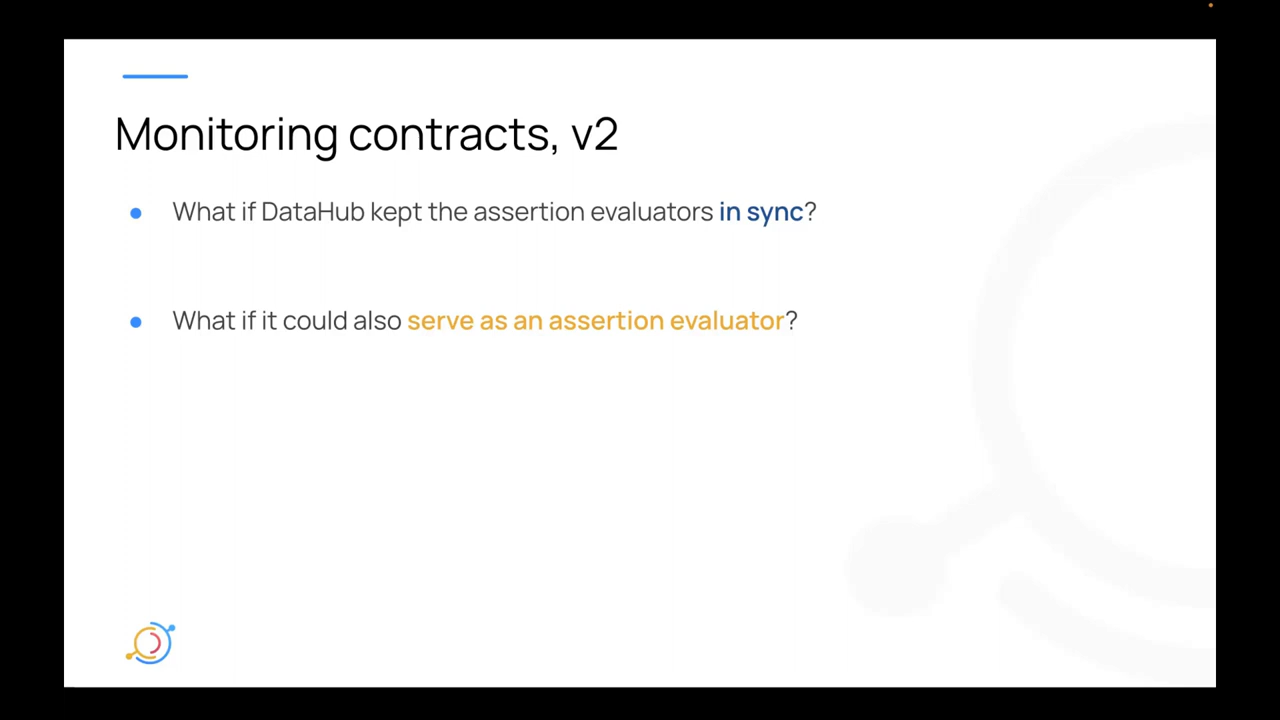 Monitoring contracts, v2
What if DataHub kept the assertion evaluators in sync?
What if it could also serve as an assertion evaluator?